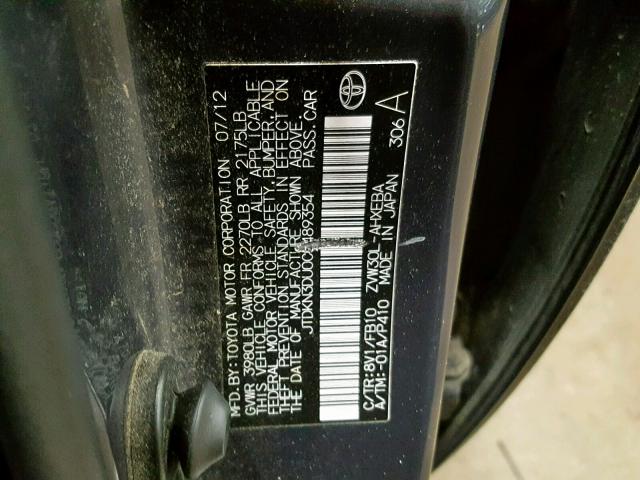 MFD. BY: TOYOTA MOTOR CORPORATION 07/12
GVWR 3980LB GAWR FR 2270LB RR 2175LB
THIS VEHICLE CONFORMS TO ALL APPLICABLE
FEDERAL MOTOR VEHICLE SAFETY, BUMPER, AND
THEFT PREVENTION STANDARDS IN EFFECT ON
THE DATE OF MANUFACTURE SHOWN ABOVE.
PASS. CAR
C/TR: 8V1/FB10 ZVW30L-AHXEBA
A/TM: -01A/P410 MADE IN JAPAN 306 A